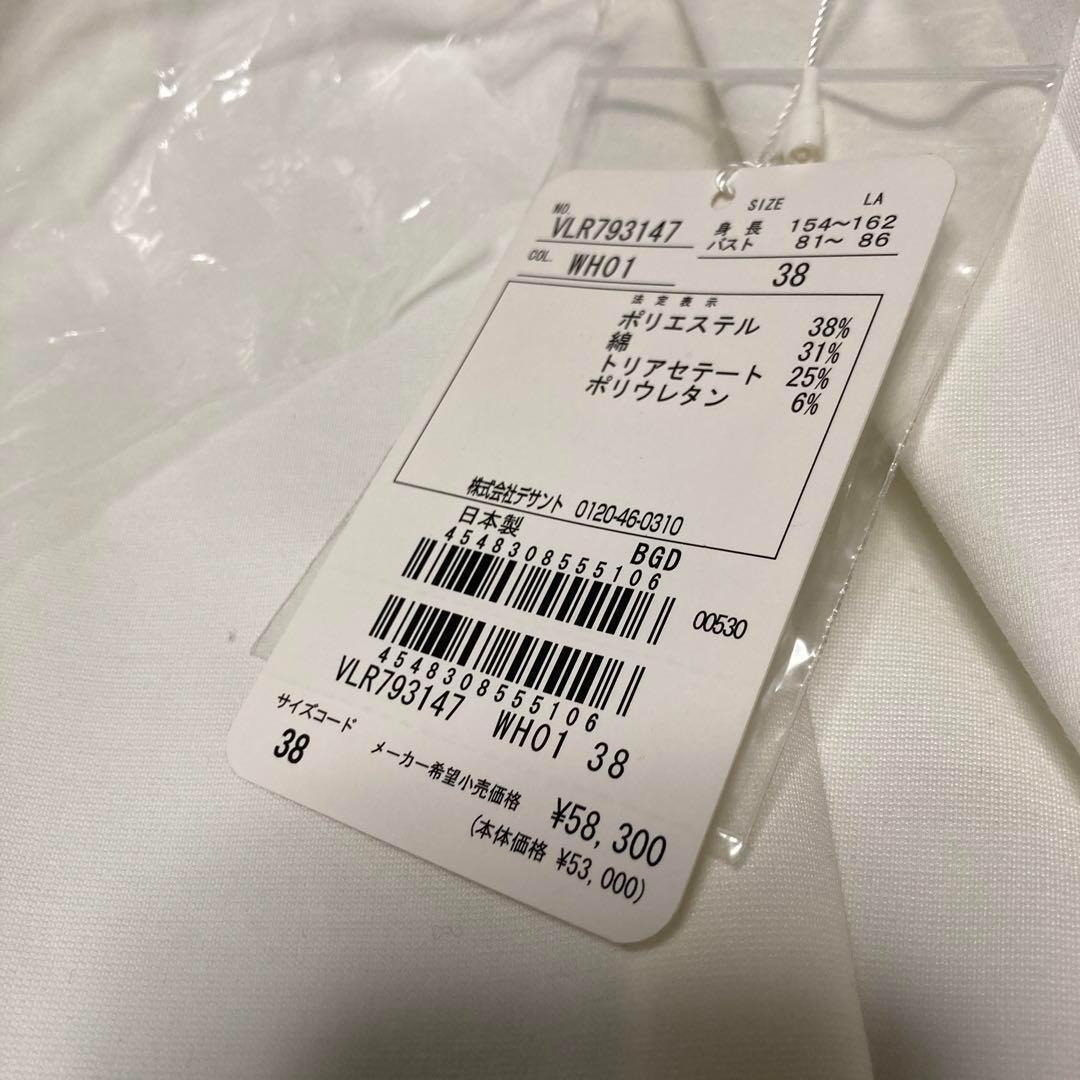 NO. VLR793147
COL. WH01
SIZE LA
身長 154〜162
バスト 81〜 86
38
法定表示
ポリエステル 38%
綿 31%
トリアセテート 25%
ポリウレタン 6%
株式会社デサント 0120-46-0310
日本製 BGD
4548308555106
00530
4548308555106
VLR793147 WH01 38
サイズコード
38
メーカー希望小売価格 ¥58,300
(本体価格 ¥53,000)